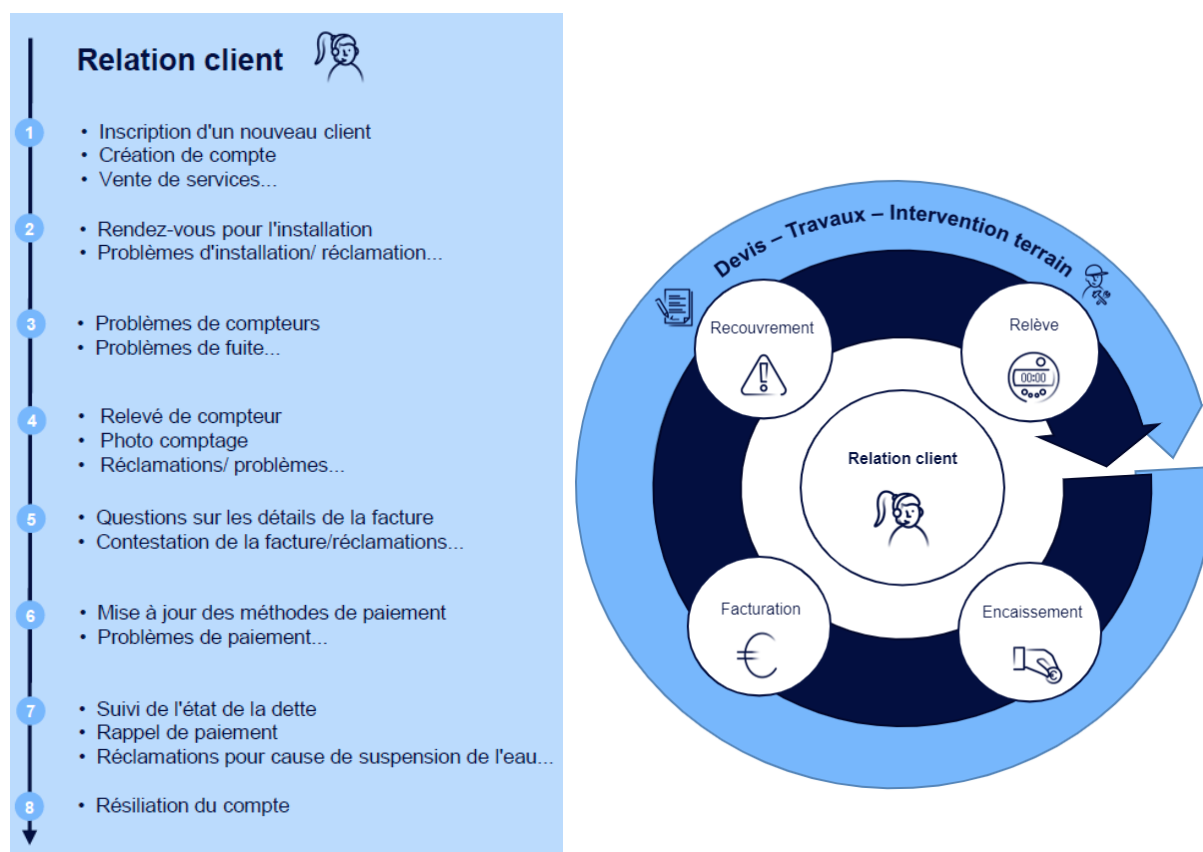 Relation client
1
• Inscription d'un nouveau client
• Création de compte
• Vente de services...
2
• Rendez-vous pour l'installation
• Problèmes d'installation/ réclamation...
3
• Problèmes de compteurs
• Problèmes de fuite...
4
• Relevé de compteur
• Photo comptage
• Réclamations/ problèmes...
5
• Questions sur les détails de la facture
• Contestation de la facture/réclamations...
6
• Mise à jour des méthodes de paiement
• Problèmes de paiement...
7
• Suivi de l'état de la dette
• Rappel de paiement
• Réclamations pour cause de suspension de l'eau...
8
• Résiliation du compte
Devis – Travaux – Intervention terrain
Recouvrement
Relève
00:00
Relation client
Facturation
€
Encaissement